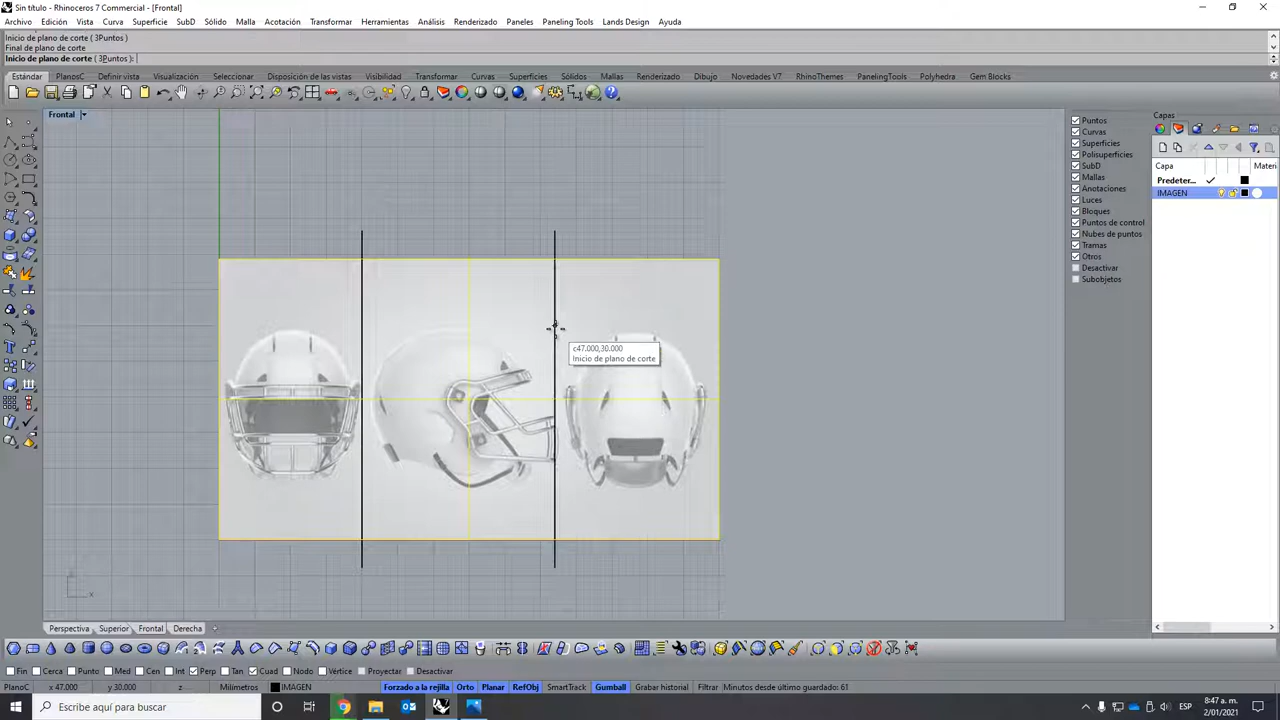 Sin título - Rhinoceros 7 Commercial - [Frontal]
Archivo Edición Vista Curva Superficie SubD Sólido Malla Acotación Transformar Herramientas Análisis Renderizado Paneles Paneling Tools Lands Design Ayuda
Inicio de plano de corte ( 3Puntos )
Final de plano de corte
Inicio de plano de corte ( 3Puntos ):
Estándar PlanosC Definir vista Visualización Seleccionar Disposición de las vistas Visibilidad Transformar Curvas Superficies Sólidos Mallas Renderizado Dibujo Novedades V7 RhinoThemes PanelingTools Polyhedra Gem Blocks
Frontal
Puntos
Curvas
Superficies
Polisuperficies
SubD
Mallas
Anotaciones
Luces
Bloques
Puntos de control
Nubes de puntos
Tramas
Otros
Desactivar
Subobjetos
Capas
Capa Materi
Predeter...
IMAGEN
c47.000,30.000
Inicio de plano de corte
x
Perspectiva Superior Frontal Derecha
Fin Cerca Punto Med Cen Int Perp Tan Cuad Nodo Vértice Proyectar Desactivar
PlanoC x 47.000 y 30.000 z Milímetros IMAGEN Forzado a la rejilla Orto Planar RefObj SmartTrack Gumball Grabar historial Filtrar Minutos desde último guardado: 61
Escribe aquí para buscar
ESP
8:47 a. m.
2/01/2021